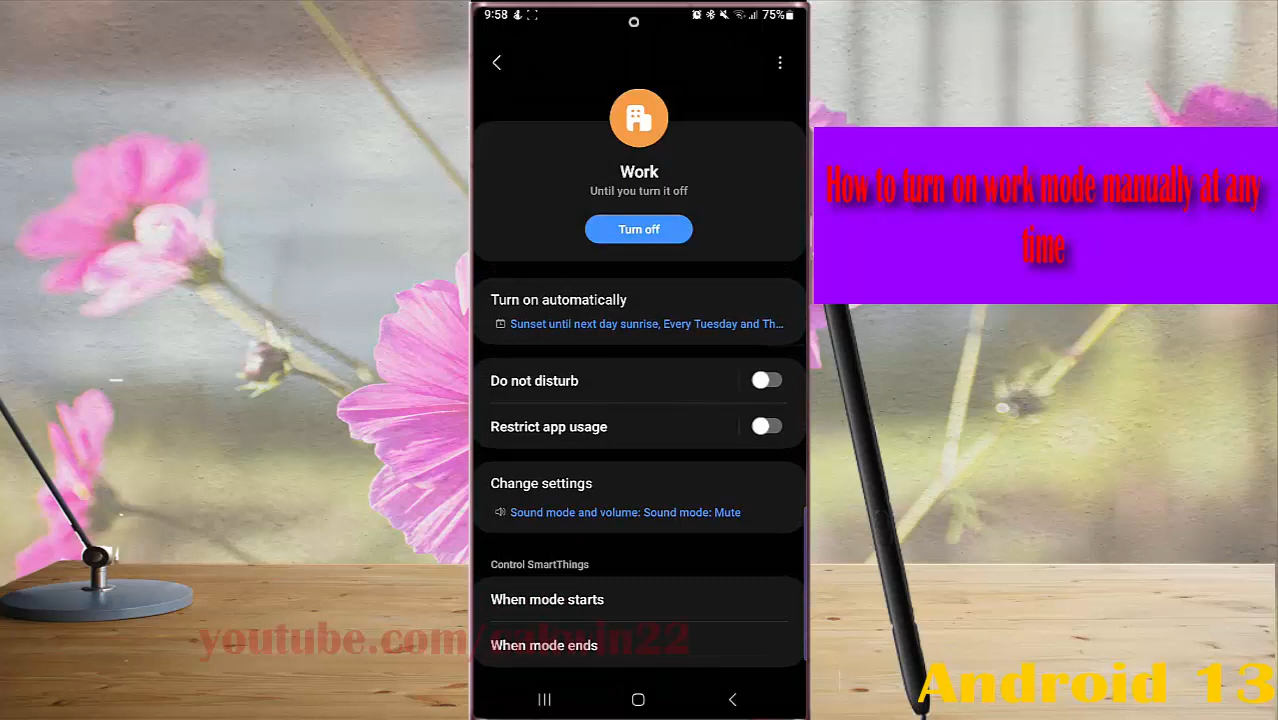 9:58
75%
Work
Until you turn it off
Turn off
Turn on automatically
Sunset until next day sunrise, Every Tuesday and Th...
Do not disturb
Restrict app usage
Change settings
Sound mode and volume: Sound mode: Mute
Control SmartThings
When mode starts
When mode ends
How to turn on work mode manually at any
time
youtube.com/
Android 13